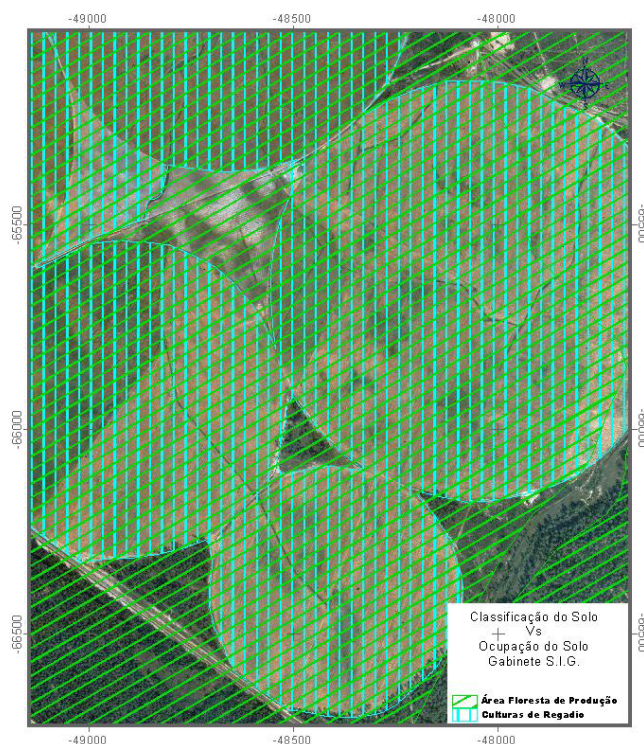 -49000 -48500 -48000
-65500
-66000
-66500
Classificação do Solo
Vs
Ocupação do Solo
Gabinete S.I.G.
Área Floresta de Produção
Culturas de Regadio
-49000 -48500 -48000